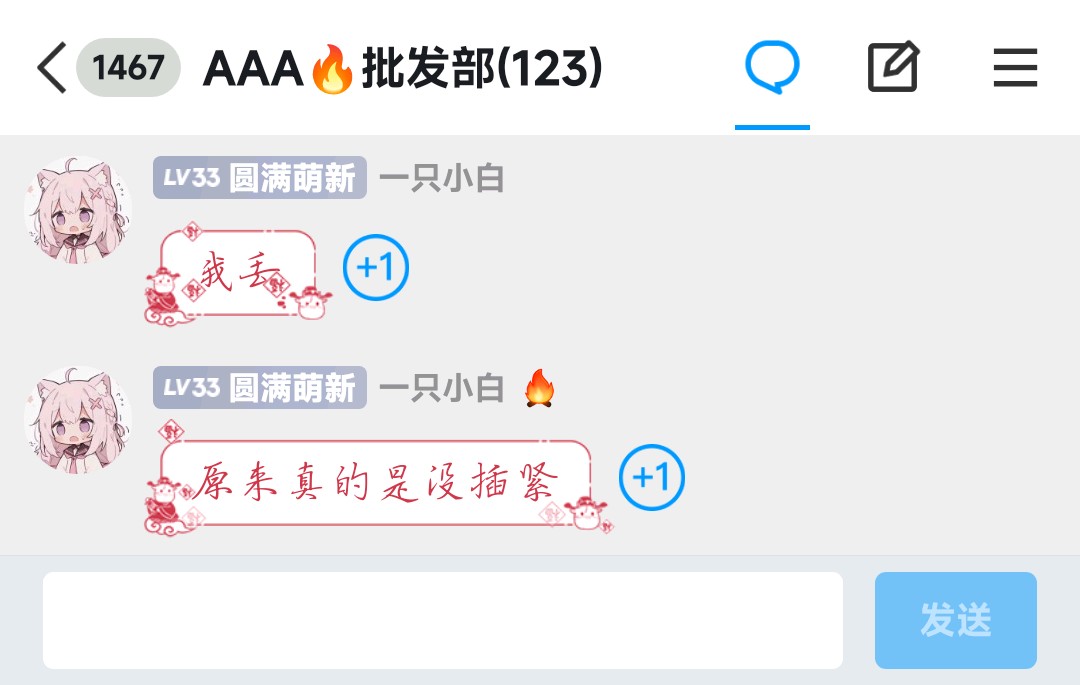 1467 AAA🔥批发部(123)
LV33 圆满萌新 一只小白
我丢 +1
LV33 圆满萌新 一只小白 🔥
原来真的是没插紧 +1
发送